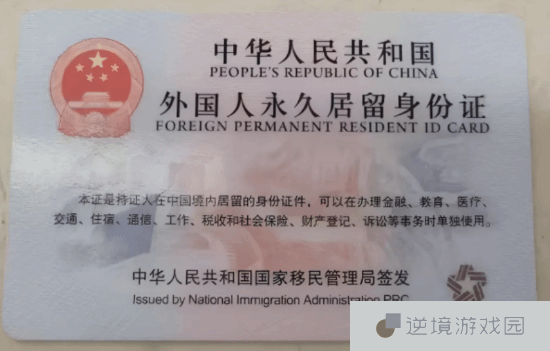 中华人民共和国
PEOPLE'S REPUBLIC OF CHINA
外国人永久居留身份证
FOREIGN PERMANENT RESIDENT ID CARD
本证是持证人在中国境内居留的身份证件，可以在办理金融、教育、医疗、
交通、住宿、通信、工作、税收和社会保险、财产登记、诉讼等事务时单独使用。
中华人民共和国国家移民管理局签发
Issued by National Immigration Administration PRC
逆境游戏园